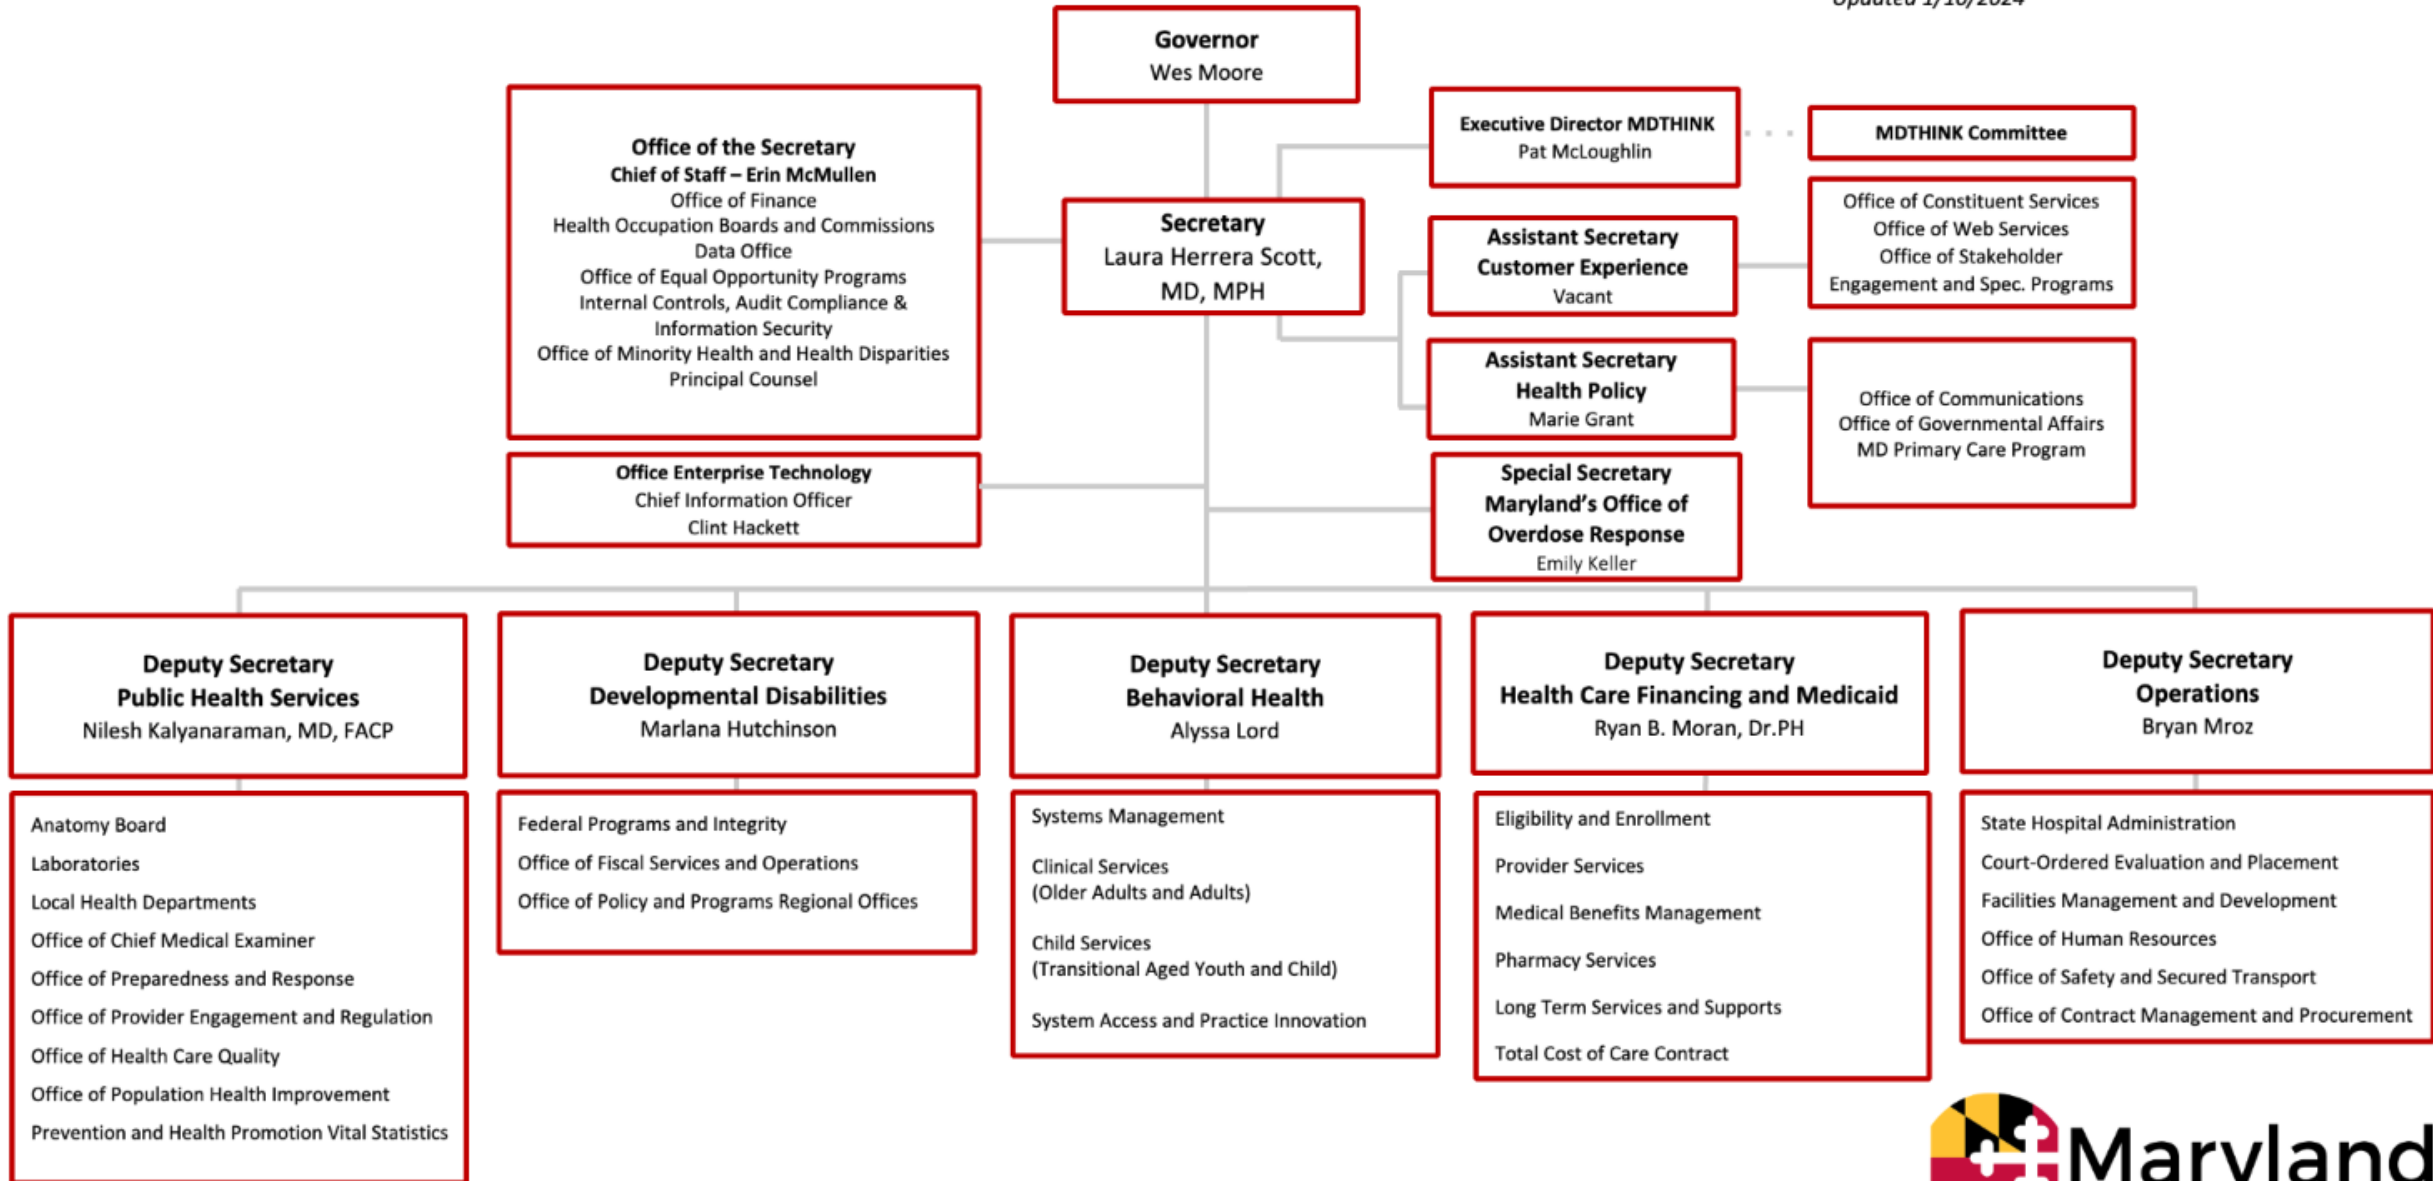 Updated 1/10/2024
Governor
Wes Moore
Office of the Secretary
Chief of Staff – Erin McMullen
Office of Finance
Health Occupation Boards and Commissions
Data Office
Office of Equal Opportunity Programs
Internal Controls, Audit Compliance &
Information Security
Office of Minority Health and Health Disparities
Principal Counsel
Secretary
Laura Herrera Scott,
MD, MPH
Executive Director MDTHINK
Pat McLoughlin
MDTHINK Committee
Assistant Secretary
Customer Experience
Vacant
Office of Constituent Services
Office of Web Services
Office of Stakeholder
Engagement and Spec. Programs
Assistant Secretary
Health Policy
Marie Grant
Office of Communications
Office of Governmental Affairs
MD Primary Care Program
Office Enterprise Technology
Chief Information Officer
Clint Hackett
Special Secretary
Maryland’s Office of
Overdose Response
Emily Keller
Deputy Secretary
Public Health Services
Nilesh Kalyanaraman, MD, FACP
Anatomy Board
Laboratories
Local Health Departments
Office of Chief Medical Examiner
Office of Preparedness and Response
Office of Provider Engagement and Regulation
Office of Health Care Quality
Office of Population Health Improvement
Prevention and Health Promotion Vital Statistics
Deputy Secretary
Developmental Disabilities
Marlana Hutchinson
Federal Programs and Integrity
Office of Fiscal Services and Operations
Office of Policy and Programs Regional Offices
Deputy Secretary
Behavioral Health
Alyssa Lord
Systems Management
Clinical Services
(Older Adults and Adults)
Child Services
(Transitional Aged Youth and Child)
System Access and Practice Innovation
Deputy Secretary
Health Care Financing and Medicaid
Ryan B. Moran, Dr.PH
Eligibility and Enrollment
Provider Services
Medical Benefits Management
Pharmacy Services
Long Term Services and Supports
Total Cost of Care Contract
Deputy Secretary
Operations
Bryan Mroz
State Hospital Administration
Court-Ordered Evaluation and Placement
Facilities Management and Development
Office of Human Resources
Office of Safety and Secured Transport
Office of Contract Management and Procurement
Maryland